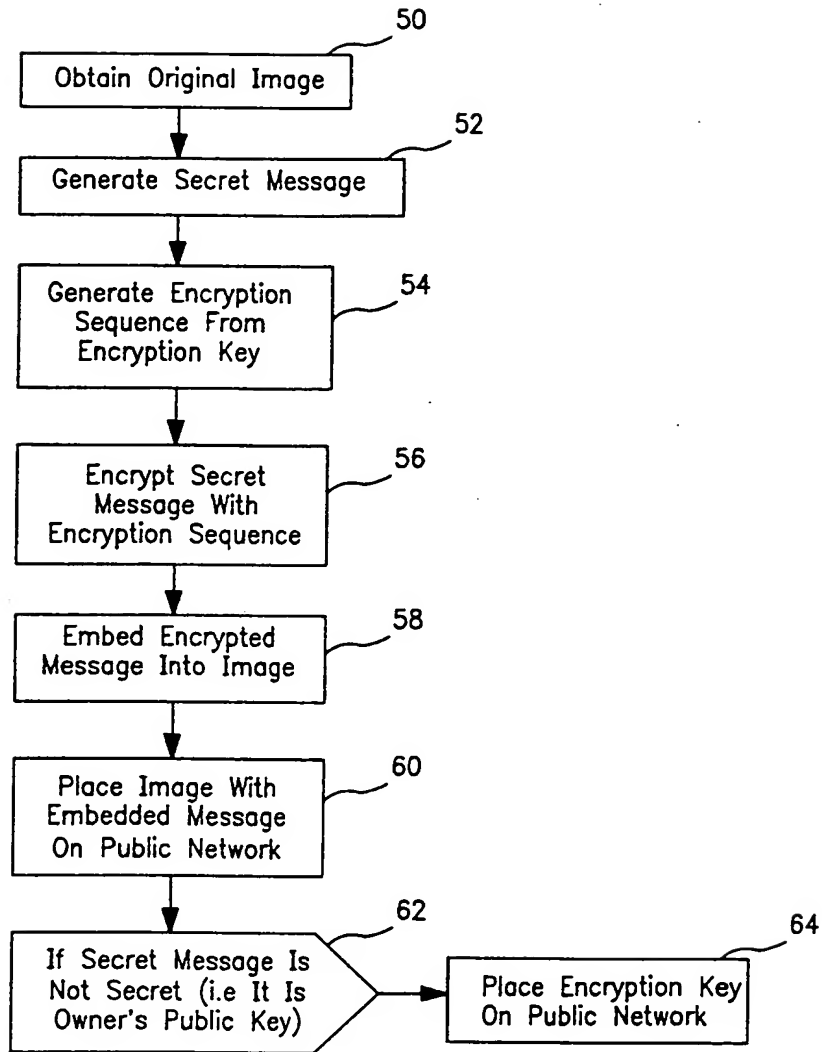 50
Obtain Original Image
52
Generate Secret Message
54
Generate Encryption
Sequence From
Encryption Key
56
Encrypt Secret
Message With
Encryption Sequence
58
Embed Encrypted
Message Into Image
60
Place Image With
Embedded Message
On Public Network
62
If Secret Message Is
Not Secret (i.e It Is
Owner's Public Key)
64
Place Encryption Key
On Public Network